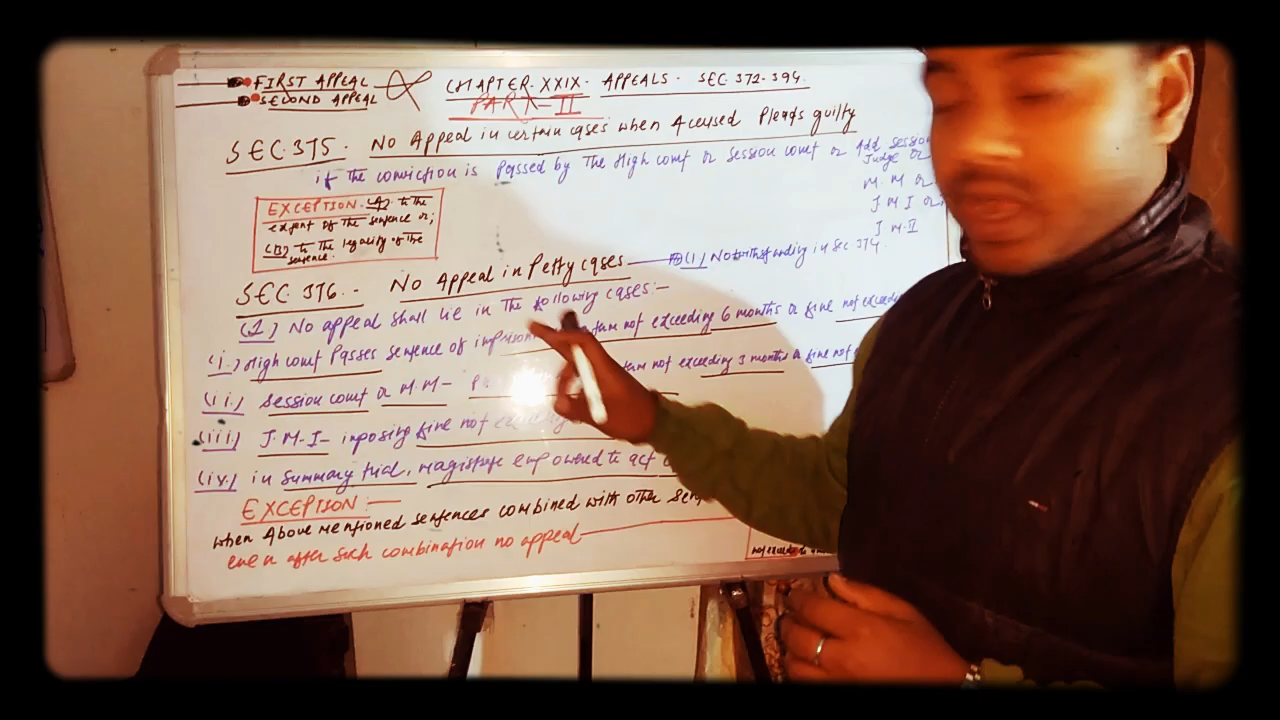 FIRST APPEAL
SECOND APPEAL
CHAPTER. XXIX. APPEALS. SEC. 372-394.
PART-II
SEC. 375. No Appeal in certain cases when Accused Pleads guilty
if the conviction is Passed by The High court or Session court or Add session
Judge or
M. M or
J M I or
J M-II
EXCEPTION. (A) to the
extent of the sentence or;
(B) to the legality of the
sentence.
SEC. 376.- No Appeal in Petty cases (1) Notwithstanding in Sec 374.
(1.) No appeal shall lie in The following cases:-
(i.) High court Passes sentence of term not exceeding 6 months or fine not
(ii.) Session court or M.M- term not exceeding 3 months or fine not
(iii.) J.M-I- inposing fine not
(iv.) in Summary trial, magistrate empowered to act
EXCEPTION:-
when Above mentioned sentences combined with other
even after such combination no appeal